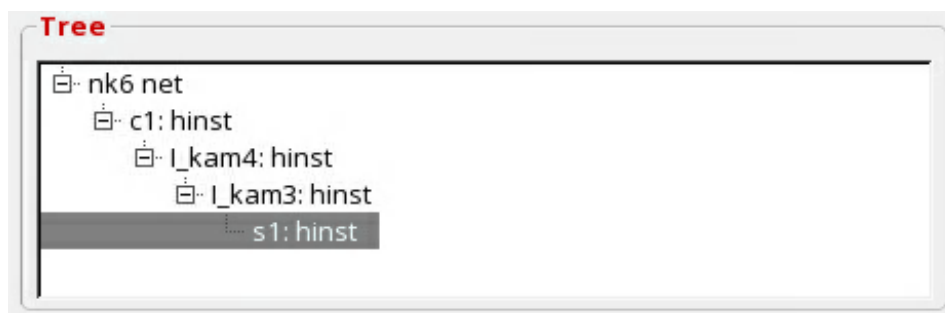 Tree
nk6 net
c1: hinst
I_kam4: hinst
I_kam3: hinst
s1: hinst